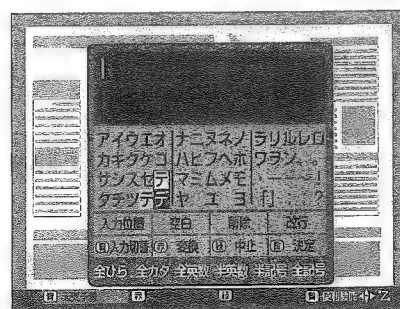 アイウエオ ナニヌネノ ラリルレロ
カキクケコ ハヒフヘホ ワヲン、。
サシスセテ マミムメモ ・ー !
タチツテデ ヤ ユ ヨ 「」 ?
入力位置 空白 削除 改行
入力切替 変換 中止 決定
全ひら 全カタ 全英数 半英数 半記号 全記号